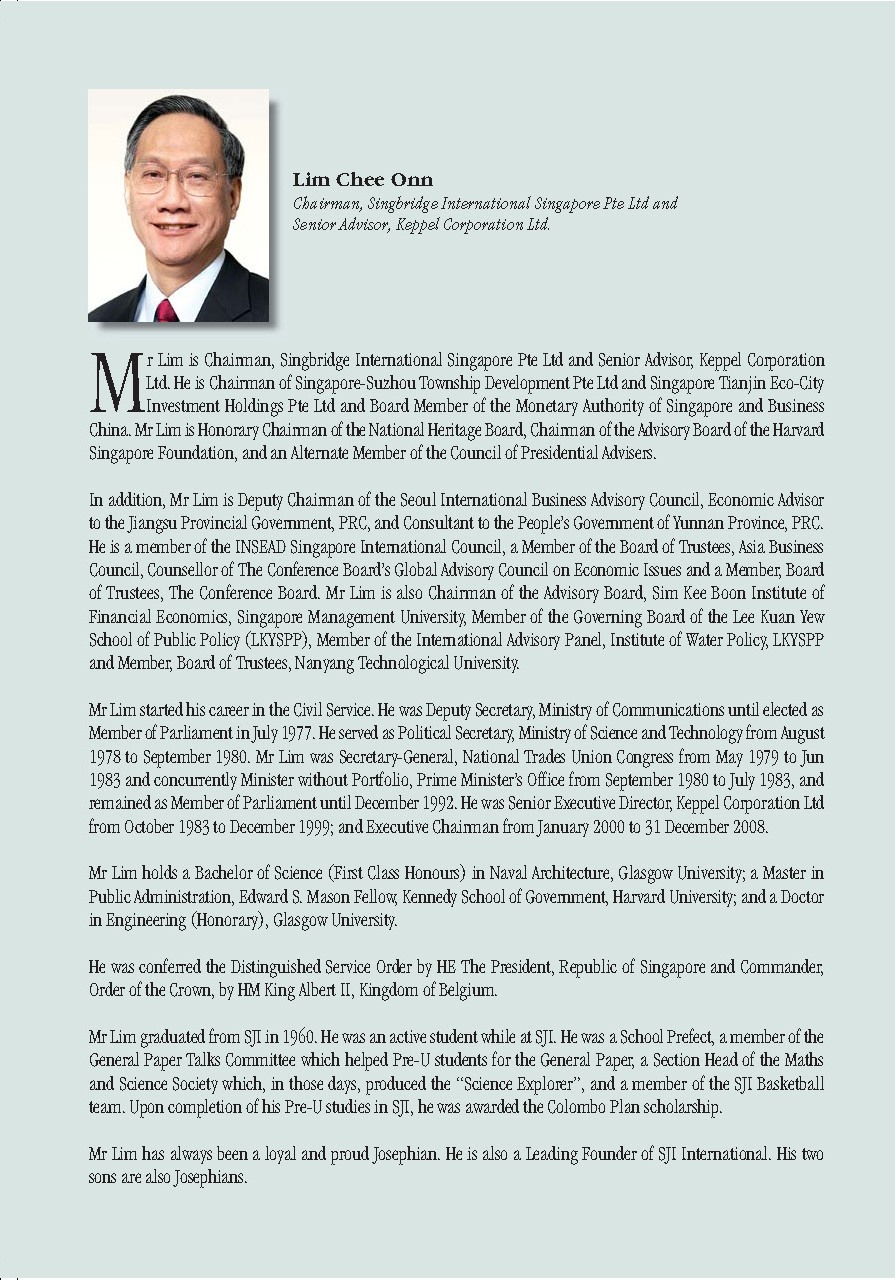 Lim Chee Onn
Chairman, Singbridge International Singapore Pte Ltd and
Senior Advisor, Keppel Corporation Ltd.
Mr Lim is Chairman, Singbridge International Singapore Pte Ltd and Senior Advisor, Keppel Corporation
Ltd. He is Chairman of Singapore-Suzhou Township Development Pte Ltd and Singapore Tianjin Eco-City
Investment Holdings Pte Ltd and Board Member of the Monetary Authority of Singapore and Business
China. Mr Lim is Honorary Chairman of the National Heritage Board, Chairman of the Advisory Board of the Harvard
Singapore Foundation, and an Alternate Member of the Council of Presidential Advisers.
In addition, Mr Lim is Deputy Chairman of the Seoul International Business Advisory Council, Economic Advisor
to the Jiangsu Provincial Government, PRC, and Consultant to the People's Government of Yunnan Province, PRC.
He is a member of the INSEAD Singapore International Council, a Member of the Board of Trustees, Asia Business
Council, Counsellor of The Conference Board's Global Advisory Council on Economic Issues and a Member, Board
of Trustees, The Conference Board. Mr Lim is also Chairman of the Advisory Board, Sim Kee Boon Institute of
Financial Economics, Singapore Management University, Member of the Governing Board of the Lee Kuan Yew
School of Public Policy (LKYSPP), Member of the International Advisory Panel, Institute of Water Policy, LKYSPP
and Member, Board of Trustees, Nanyang Technological University.
Mr Lim started his career in the Civil Service. He was Deputy Secretary, Ministry of Communications until elected as
Member of Parliament in July 1977. He served as Political Secretary, Ministry of Science and Technology from August
1978 to September 1980. Mr Lim was Secretary-General, National Trades Union Congress from May 1979 to Jun
1983 and concurrently Minister without Portfolio, Prime Minister's Office from September 1980 to July 1983, and
remained as Member of Parliament until December 1992. He was Senior Executive Director, Keppel Corporation Ltd
from October 1983 to December 1999; and Executive Chairman from January 2000 to 31 December 2008.
Mr Lim holds a Bachelor of Science (First Class Honours) in Naval Architecture, Glasgow University; a Master in
Public Administration, Edward S. Mason Fellow, Kennedy School of Government, Harvard University; and a Doctor
in Engineering (Honorary), Glasgow University.
He was conferred the Distinguished Service Order by HE The President, Republic of Singapore and Commander,
Order of the Crown, by HM King Albert II, Kingdom of Belgium.
Mr Lim graduated from SJI in 1960. He was an active student while at SJI. He was a School Prefect, a member of the
General Paper Talks Committee which helped Pre-U students for the General Paper, a Section Head of the Maths
and Science Society which, in those days, produced the “Science Explorer”, and a member of the SJI Basketball
team. Upon completion of his Pre-U studies in SJI, he was awarded the Colombo Plan scholarship.
Mr Lim has always been a loyal and proud Josephian. He is also a Leading Founder of SJI International. His two
sons are also Josephians.